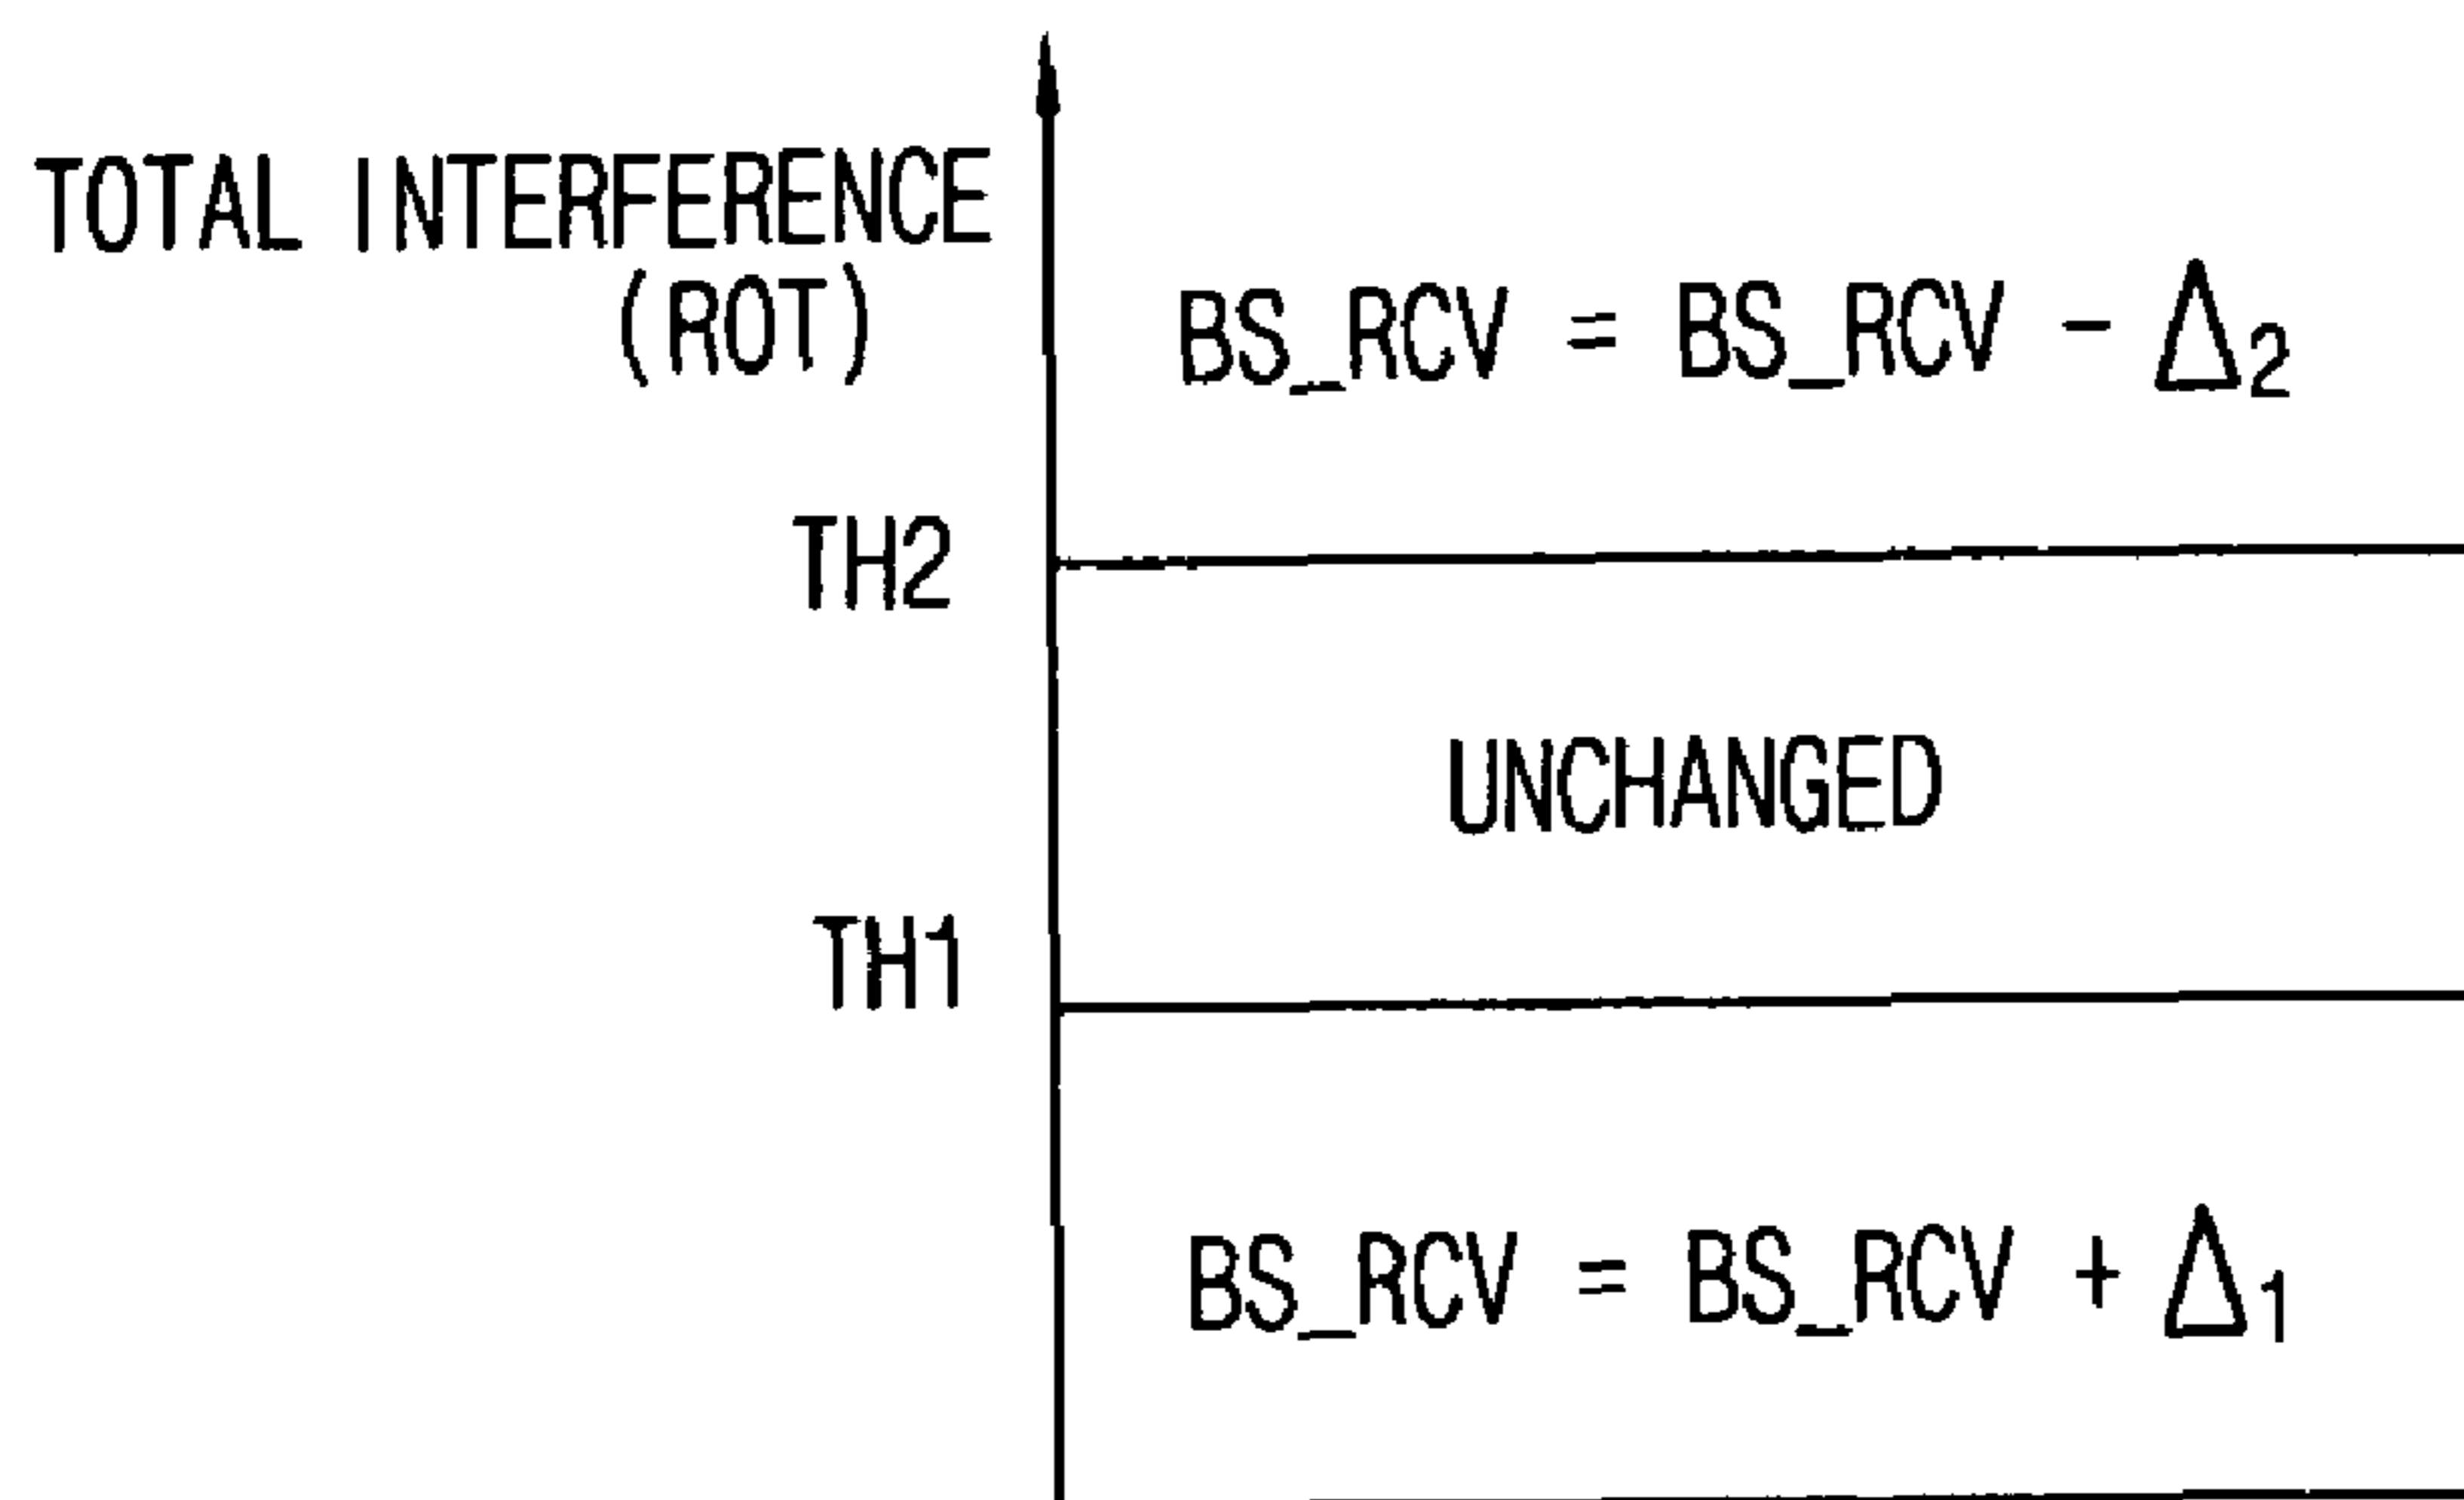 TOTAL INTERFERENCE
(ROT)
BS_RCV = BS_RCV - Δ2
TH2
UNCHANGED
TH1
BS_RCV = BS_RCV + Δ1